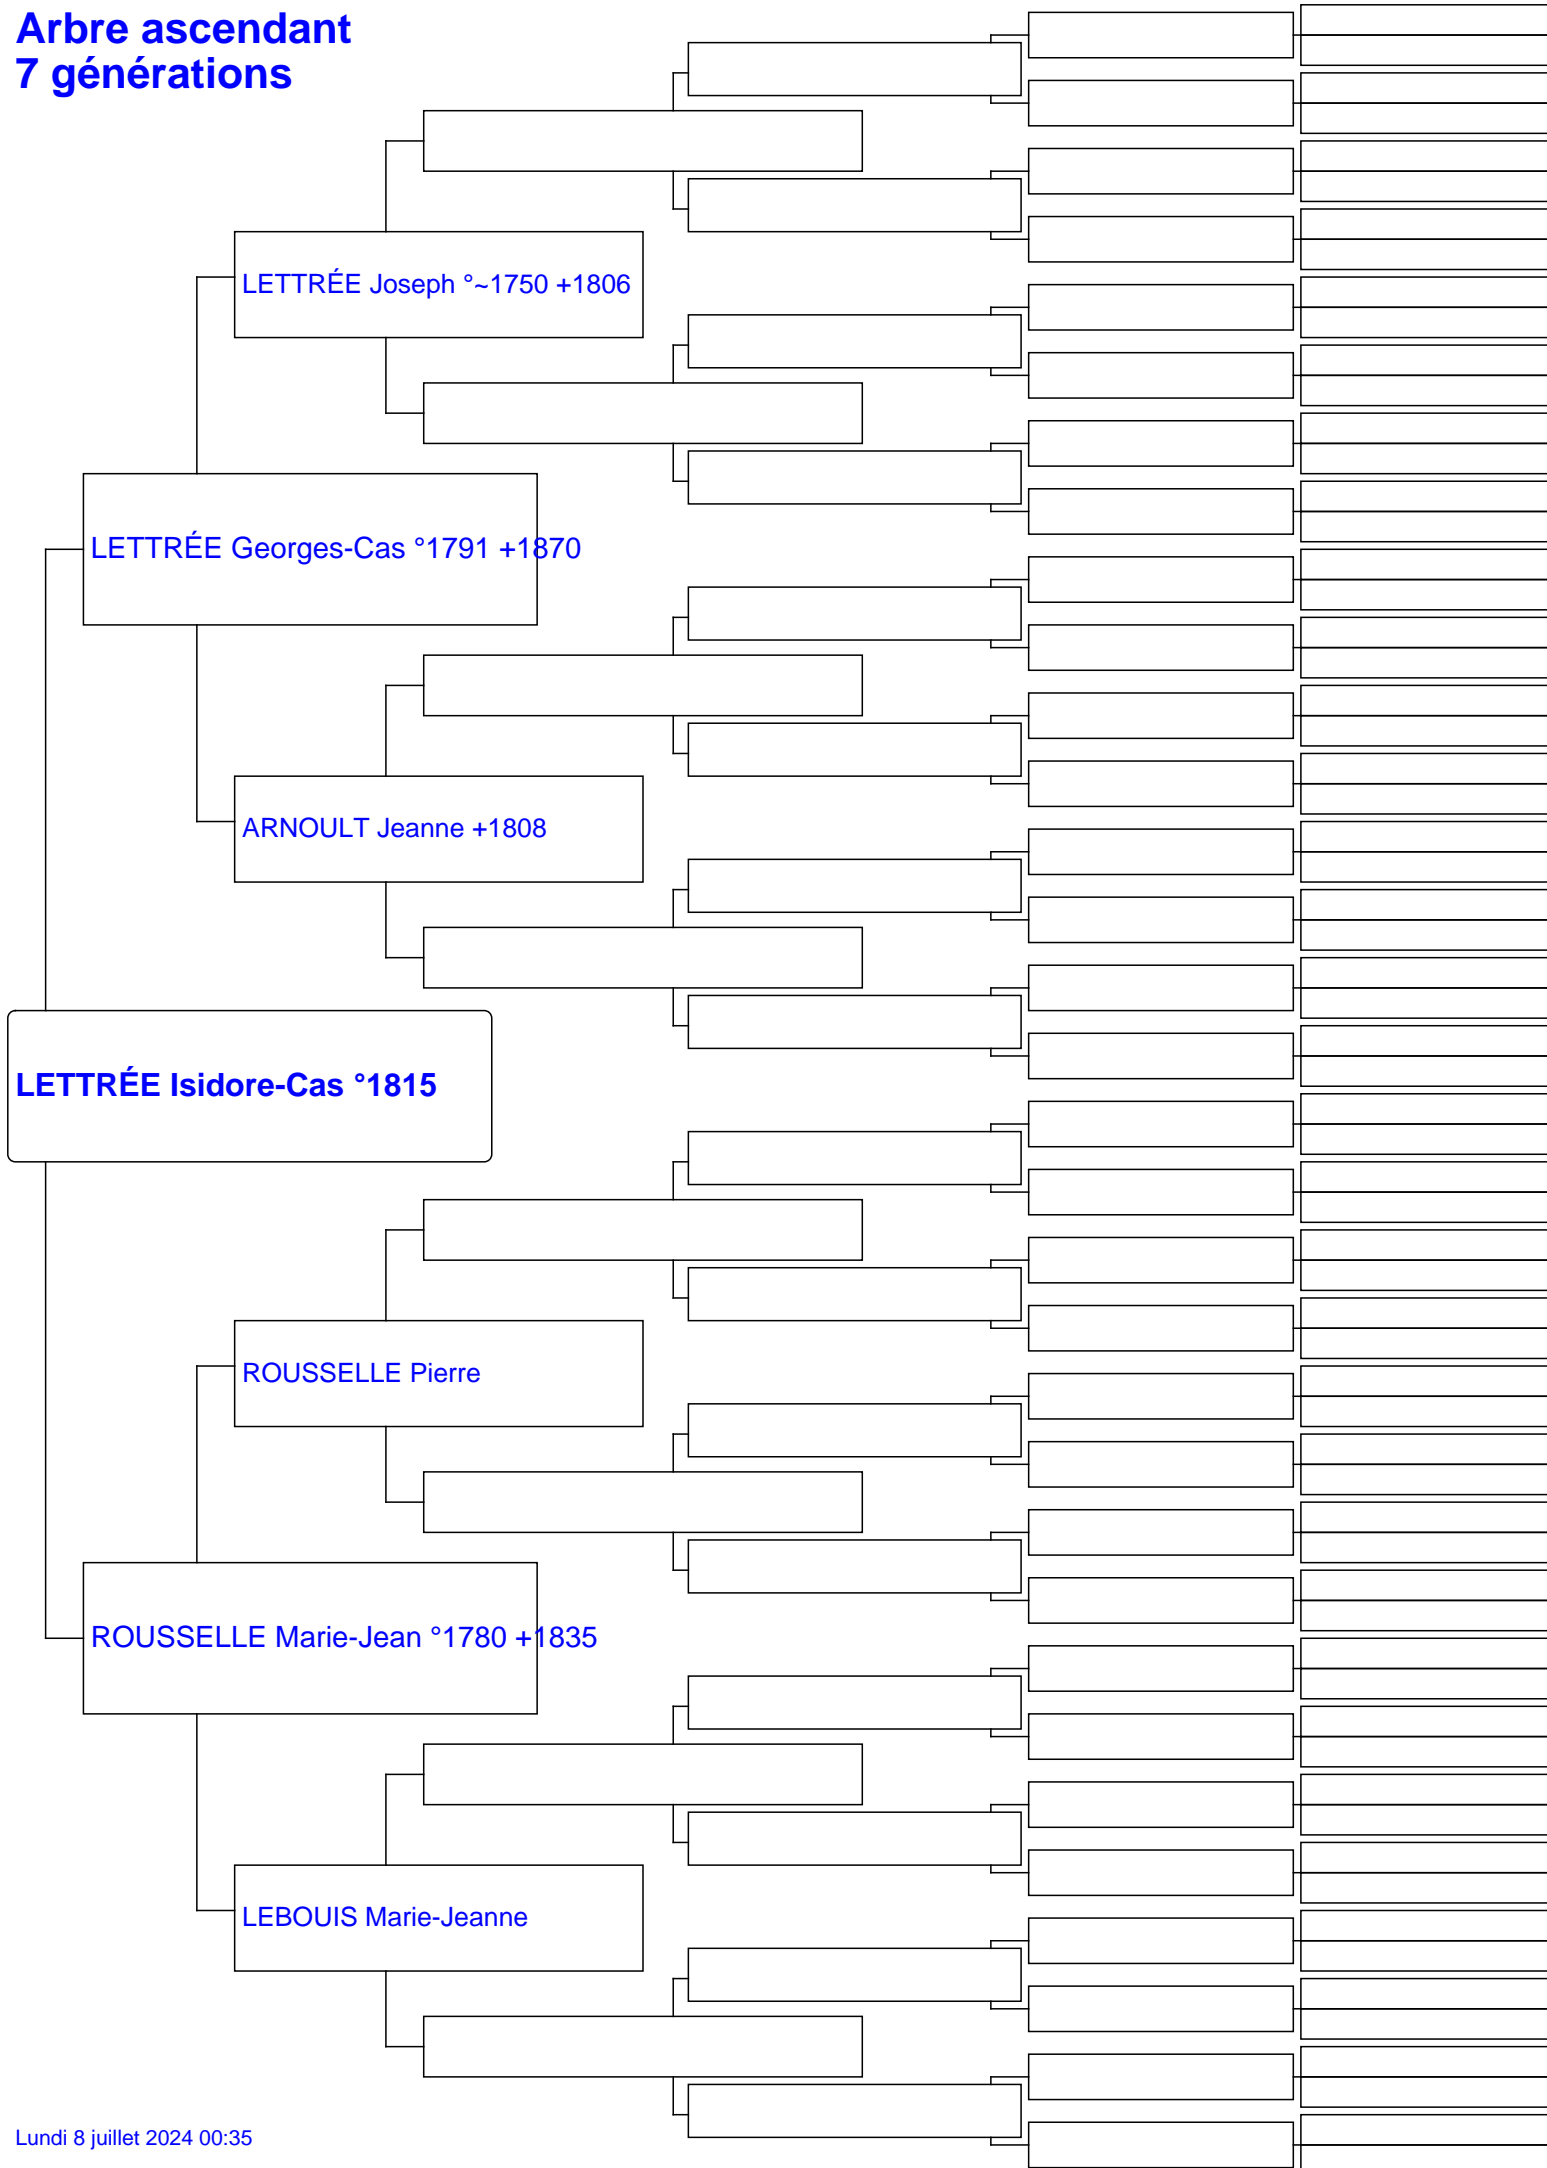 Arbre ascendant
7 générations
LETTRÉE Joseph °~1750 +1806
LETTRÉE Georges-Cas °1791 +1870
ARNOULT Jeanne +1808
LETTRÉE Isidore-Cas °1815
ROUSSELLE Pierre
ROUSSELLE Marie-Jean °1780 +1835
LEBOUIS Marie-Jeanne
Lundi 8 juillet 2024 00:35